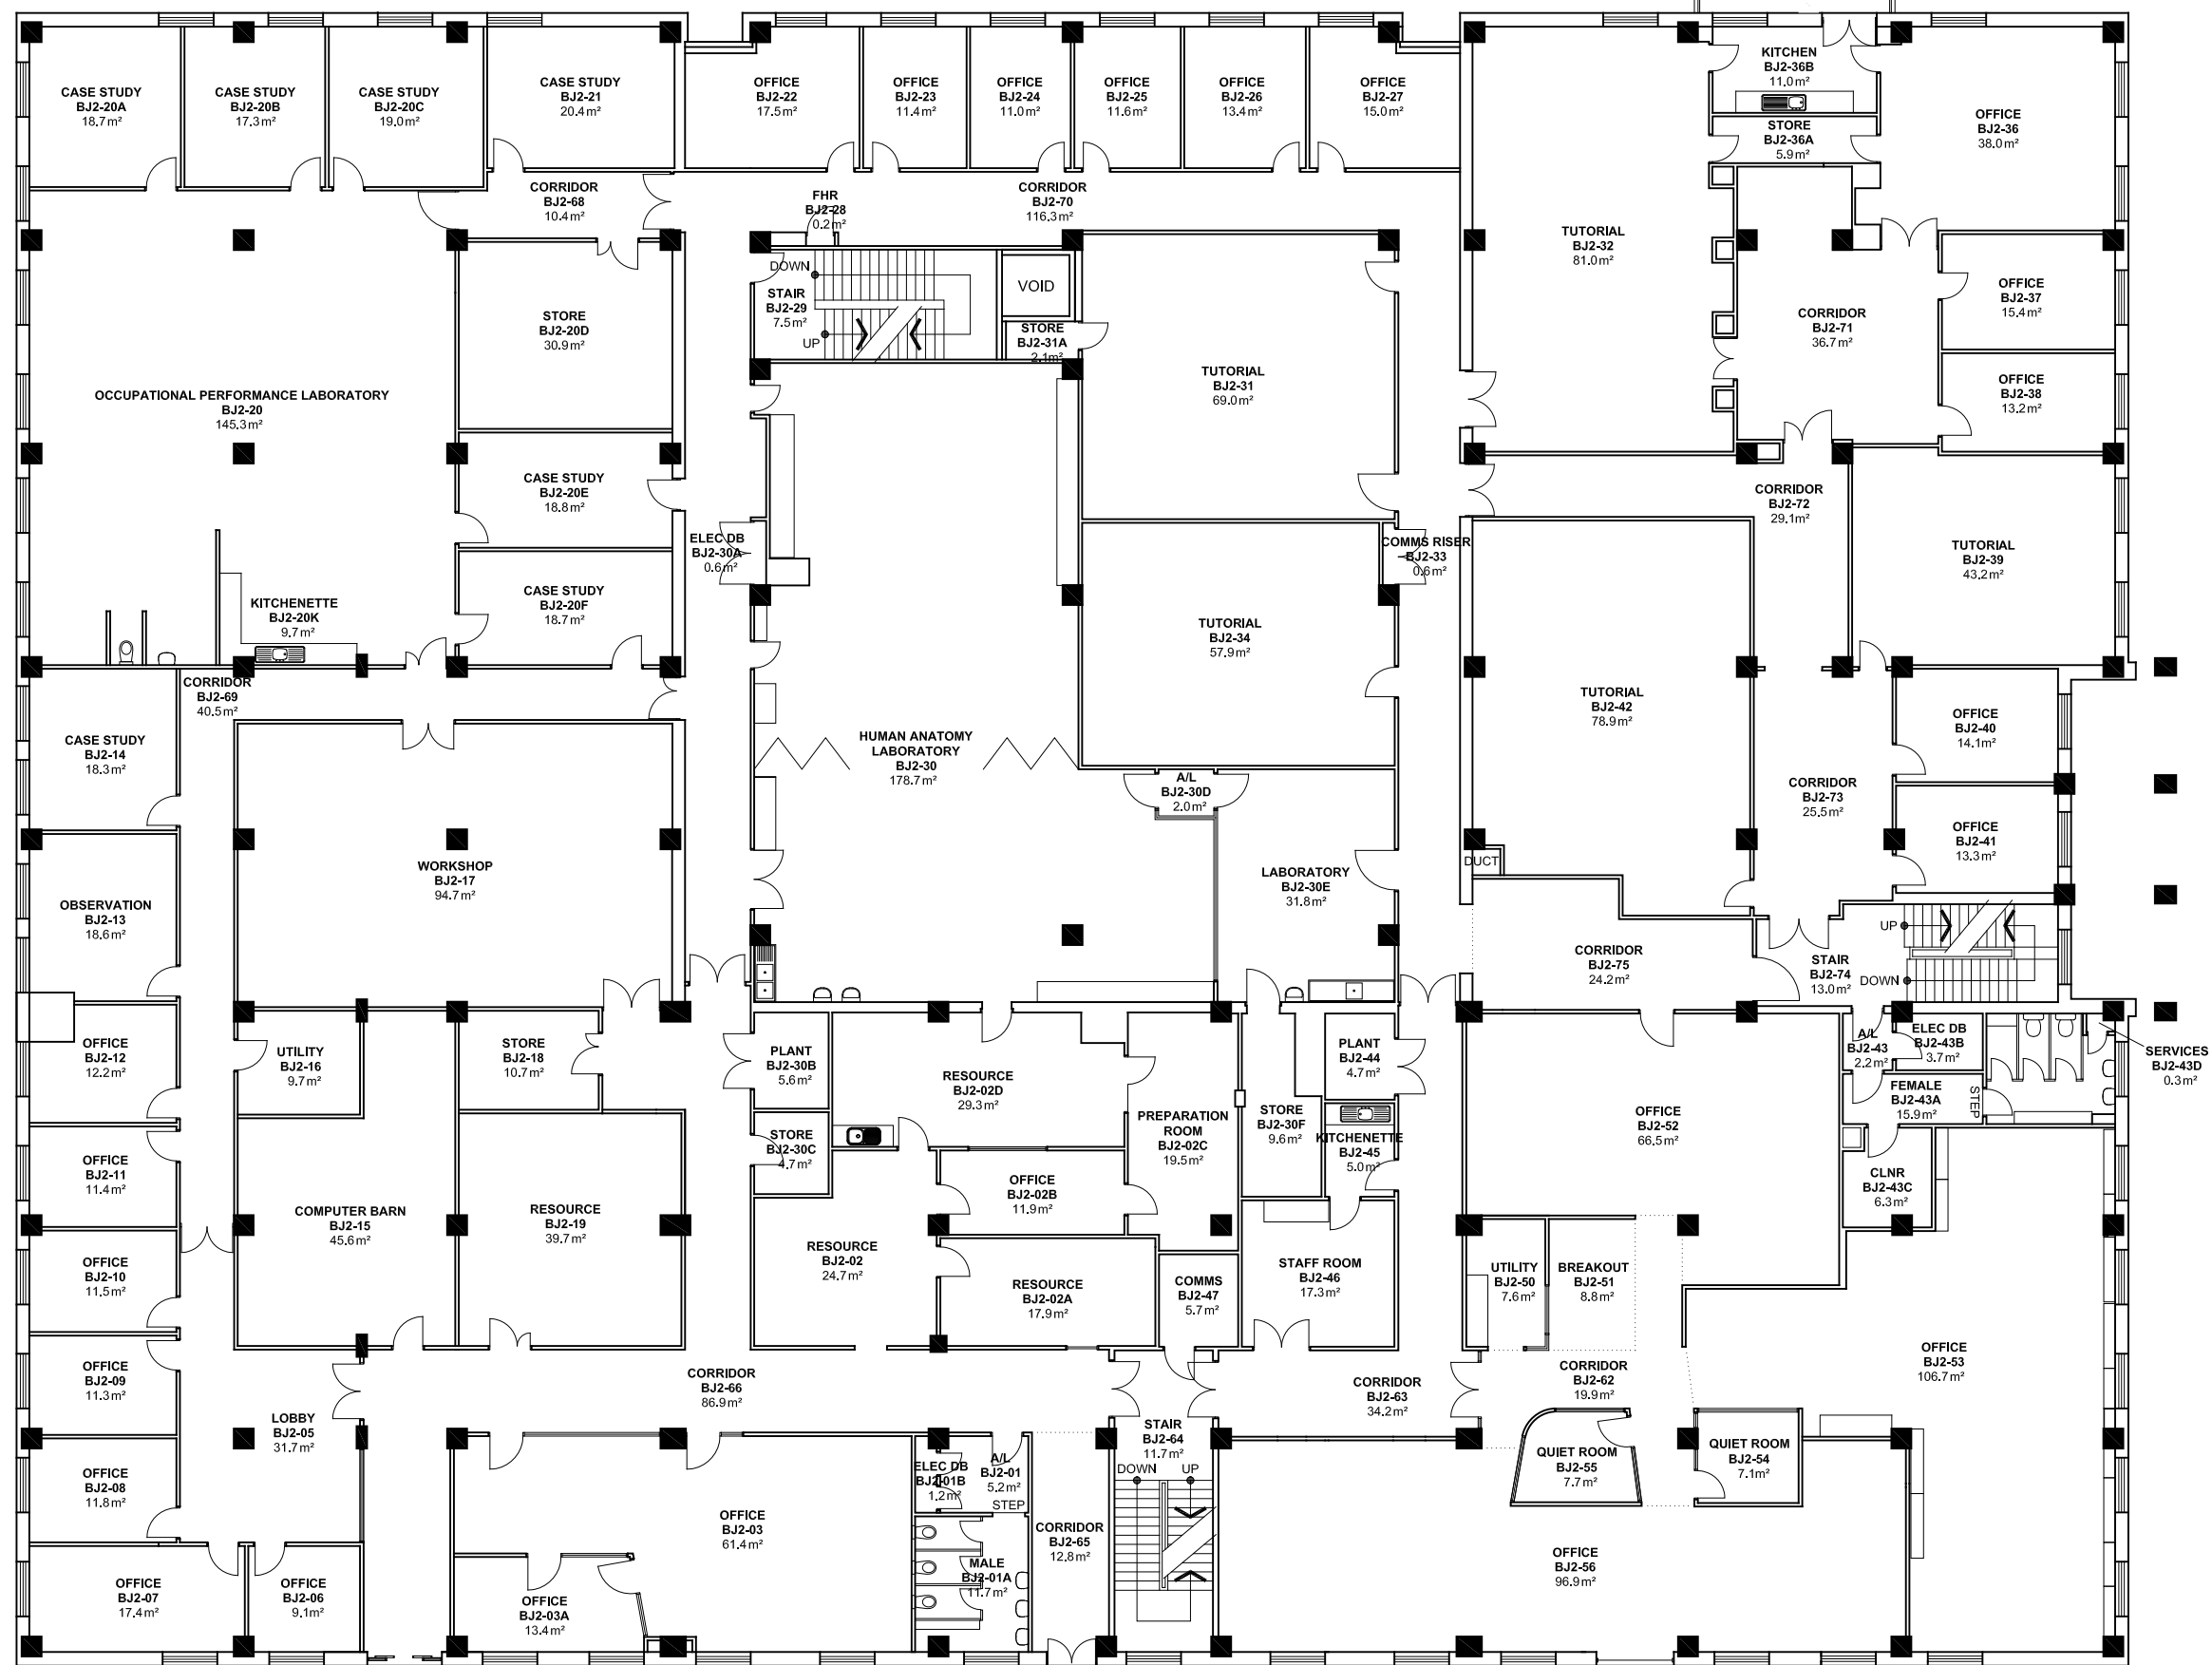 CASE STUDY
BJ2-20A
18.7m²
CASE STUDY
BJ2-20B
17.3m²
CASE STUDY
BJ2-20C
19.0m²
CASE STUDY
BJ2-21
20.4m²
OFFICE
BJ2-22
17.5m²
OFFICE
BJ2-23
11.4m²
OFFICE
BJ2-24
11.0m²
OFFICE
BJ2-25
11.6m²
OFFICE
BJ2-26
13.4m²
OFFICE
BJ2-27
15.0m²
KITCHEN
BJ2-36B
11.0m²
STORE
BJ2-36A
5.9m²
OFFICE
BJ2-36
38.0m²
CORRIDOR
BJ2-68
10.4m²
FHR
BJ2-28
0.2m²
CORRIDOR
BJ2-70
116.3m²
TUTORIAL
BJ2-32
81.0m²
DOWN
STAIR
BJ2-29
7.5m²
UP
VOID
STORE
BJ2-31A
2.1m²
STORE
BJ2-20D
30.9m²
OFFICE
BJ2-37
15.4m²
CORRIDOR
BJ2-71
36.7m²
OFFICE
BJ2-38
13.2m²
TUTORIAL
BJ2-31
69.0m²
OCCUPATIONAL PERFORMANCE LABORATORY
BJ2-20
145.3m²
CASE STUDY
BJ2-20E
18.8m²
CORRIDOR
BJ2-72
29.1m²
ELEC DB
BJ2-30A
0.6m²
COMMS RISER
BJ2-33
0.6m²
TUTORIAL
BJ2-39
43.2m²
KITCHENETTE
BJ2-20K
9.7m²
CASE STUDY
BJ2-20F
18.7m²
TUTORIAL
BJ2-34
57.9m²
CORRIDOR
BJ2-69
40.5m²
TUTORIAL
BJ2-42
78.9m²
CASE STUDY
BJ2-14
18.3m²
HUMAN ANATOMY
LABORATORY
BJ2-30
178.7m²
OFFICE
BJ2-40
14.1m²
A/L
BJ2-30D
2.0m²
CORRIDOR
BJ2-73
25.5m²
OFFICE
BJ2-41
13.3m²
DUCT
WORKSHOP
BJ2-17
94.7m²
LABORATORY
BJ2-30E
31.8m²
OBSERVATION
BJ2-13
18.6m²
UP
CORRIDOR
BJ2-75
24.2m²
STAIR
BJ2-74
13.0m²
DOWN
OFFICE
BJ2-12
12.2m²
UTILITY
BJ2-16
9.7m²
STORE
BJ2-18
10.7m²
PLANT
BJ2-30B
5.6m²
RESOURCE
BJ2-02D
29.3m²
PLANT
BJ2-44
4.7m²
A/L
BJ2-43
2.2m²
ELEC DB
BJ2-43B
3.7m²
SERVICES
BJ2-43D
0.3m²
FEMALE
BJ2-43A
15.9m²
STEP
PREPARATION
ROOM
BJ2-02C
19.5m²
STORE
BJ2-30F
9.6m²
KITCHENETTE
BJ2-45
5.0m²
OFFICE
BJ2-52
66.5m²
STORE
BJ2-30C
4.7m²
OFFICE
BJ2-11
11.4m²
OFFICE
BJ2-02B
11.9m²
CLNR
BJ2-43C
6.3m²
COMPUTER BARN
BJ2-15
45.6m²
RESOURCE
BJ2-19
39.7m²
RESOURCE
BJ2-02
24.7m²
OFFICE
BJ2-10
11.5m²
STAFF ROOM
BJ2-46
17.3m²
UTILITY
BJ2-50
7.6m²
BREAKOUT
BJ2-51
8.8m²
RESOURCE
BJ2-02A
17.9m²
COMMS
BJ2-47
5.7m²
OFFICE
BJ2-09
11.3m²
CORRIDOR
BJ2-66
86.9m²
CORRIDOR
BJ2-63
34.2m²
CORRIDOR
BJ2-62
19.9m²
OFFICE
BJ2-53
106.7m²
LOBBY
BJ2-05
31.7m²
STAIR
BJ2-64
11.7m²
DOWN
UP
QUIET ROOM
BJ2-55
7.7m²
QUIET ROOM
BJ2-54
7.1m²
OFFICE
BJ2-08
11.8m²
ELEC DB
BJ2-01B
1.2m²
A/L
BJ2-01
5.2m²
STEP
OFFICE
BJ2-03
61.4m²
CORRIDOR
BJ2-65
12.8m²
OFFICE
BJ2-56
96.9m²
MALE
BJ2-01A
11.7m²
OFFICE
BJ2-07
17.4m²
OFFICE
BJ2-06
9.1m²
OFFICE
BJ2-03A
13.4m²